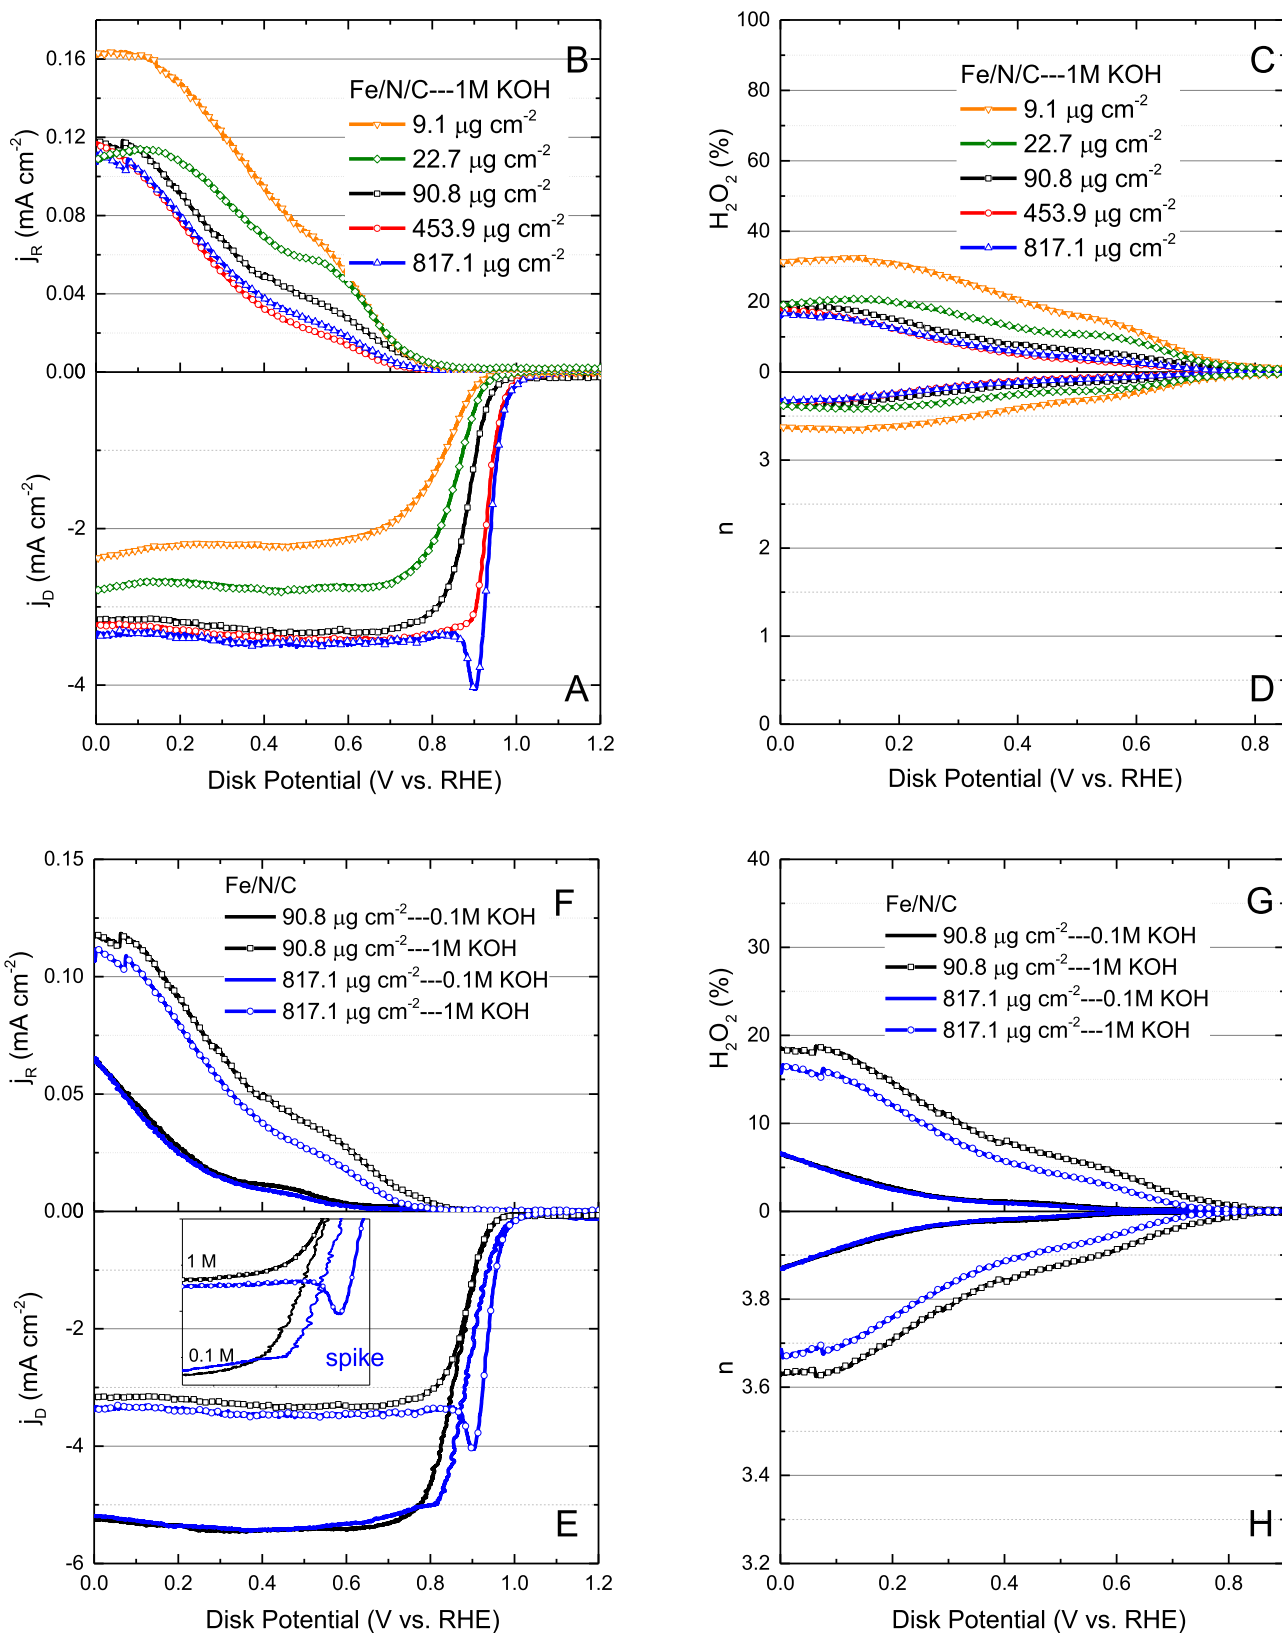 B
Fe/N/C---1M KOH
9.1 μg cm-2
22.7 μg cm-2
90.8 μg cm-2
453.9 μg cm-2
817.1 μg cm-2
0.16
0.12
0.08
0.04
0.00
jR (mA cm-2)
-2
-4
jD (mA cm-2)
A
0.0 0.2 0.4 0.6 0.8 1.0 1.2
Disk Potential (V vs. RHE)
C
Fe/N/C---1M KOH
9.1 μg cm-2
22.7 μg cm-2
90.8 μg cm-2
453.9 μg cm-2
817.1 μg cm-2
100
80
60
40
20
0
H2O2 (%)
3
2
1
0
n
D
0.0 0.2 0.4 0.6 0.8
Disk Potential (V vs. RHE)
F
Fe/N/C
90.8 μg cm-2---0.1M KOH
90.8 μg cm-2---1M KOH
817.1 μg cm-2---0.1M KOH
817.1 μg cm-2---1M KOH
0.15
0.10
0.05
0.00
jR (mA cm-2)
1 M
0.1 M
spike
-2
-4
-6
jD (mA cm-2)
E
0.0 0.2 0.4 0.6 0.8 1.0 1.2
Disk Potential (V vs. RHE)
G
Fe/N/C
90.8 μg cm-2---0.1M KOH
90.8 μg cm-2---1M KOH
817.1 μg cm-2---0.1M KOH
817.1 μg cm-2---1M KOH
40
30
20
10
0
H2O2 (%)
3.8
3.6
3.4
3.2
n
H
0.0 0.2 0.4 0.6 0.8
Disk Potential (V vs. RHE)